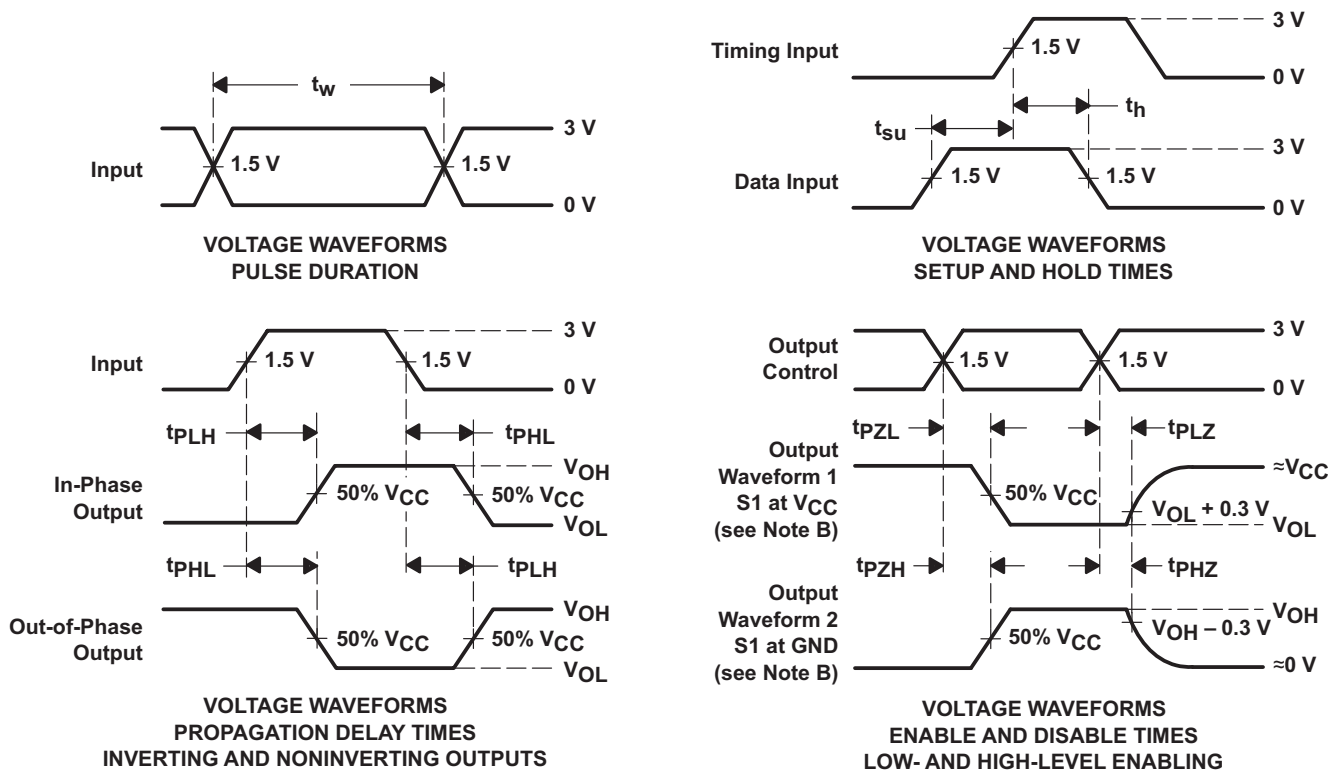 tw
Input
1.5 V
1.5 V
3 V
0 V
VOLTAGE WAVEFORMS
PULSE DURATION
Timing Input
1.5 V
3 V
0 V
th
tsu
Data Input
1.5 V
1.5 V
3 V
0 V
VOLTAGE WAVEFORMS
SETUP AND HOLD TIMES
Input
1.5 V
1.5 V
3 V
0 V
tPLH
tPHL
In-Phase
Output
50% VCC
50% VCC
VOH
VOL
tPHL
tPLH
Out-of-Phase
Output
50% VCC
50% VCC
VOH
VOL
VOLTAGE WAVEFORMS
PROPAGATION DELAY TIMES
INVERTING AND NONINVERTING OUTPUTS
Output
Control
1.5 V
1.5 V
3 V
0 V
tPZL
tPLZ
Output
Waveform 1
S1 at VCC
(see Note B)
50% VCC
VOL + 0.3 V
≈VCC
VOL
tPZH
tPHZ
Output
Waveform 2
S1 at GND
(see Note B)
50% VCC
VOH – 0.3 V
VOH
≈0 V
VOLTAGE WAVEFORMS
ENABLE AND DISABLE TIMES
LOW- AND HIGH-LEVEL ENABLING